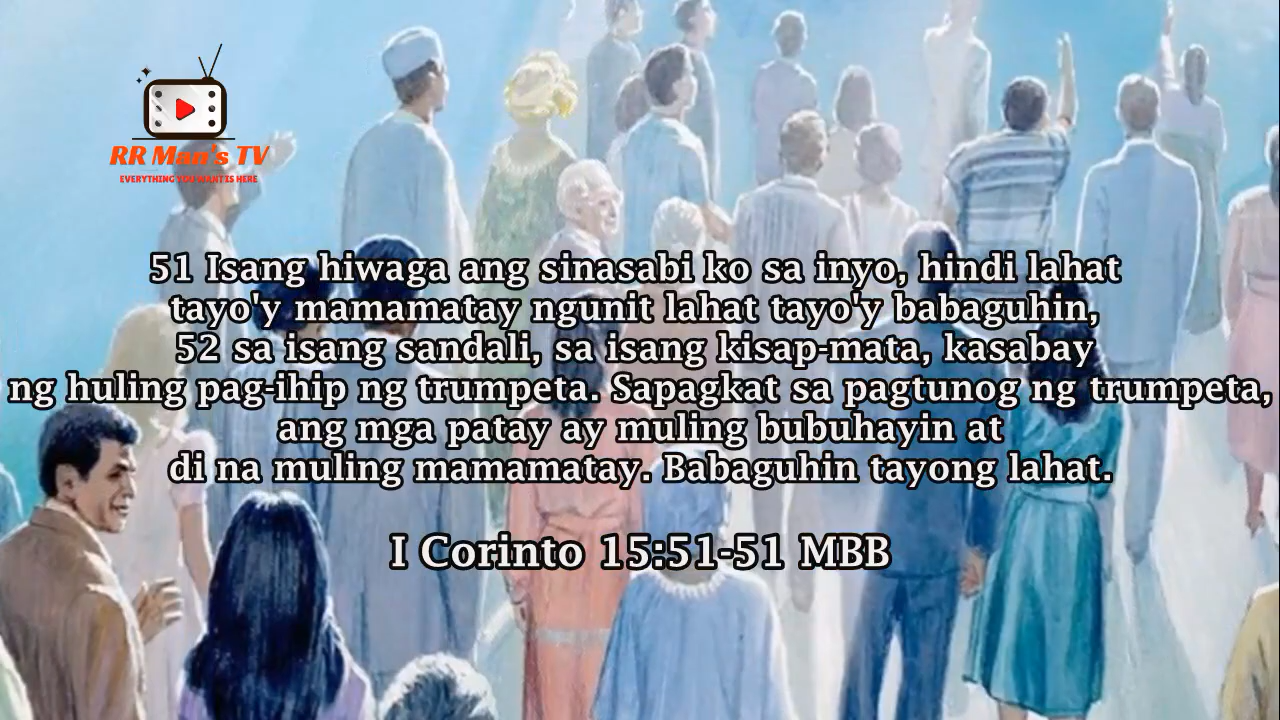 RR Man's TV
EVERYTHING YOU WANT IS HERE
51 Isang hiwaga ang sinasabi ko sa inyo, hindi lahat
tayo'y mamamatay ngunit lahat tayo'y babaguhin,
52 sa isang sandali, sa isang kisap-mata, kasabay
ng huling pag-ihip ng trumpeta. Sapagkat sa pagtunog ng trumpeta,
ang mga patay ay muling bubuhayin at
di na muling mamamatay. Babaguhin tayong lahat.
I Corinto 15:51-51 MBB